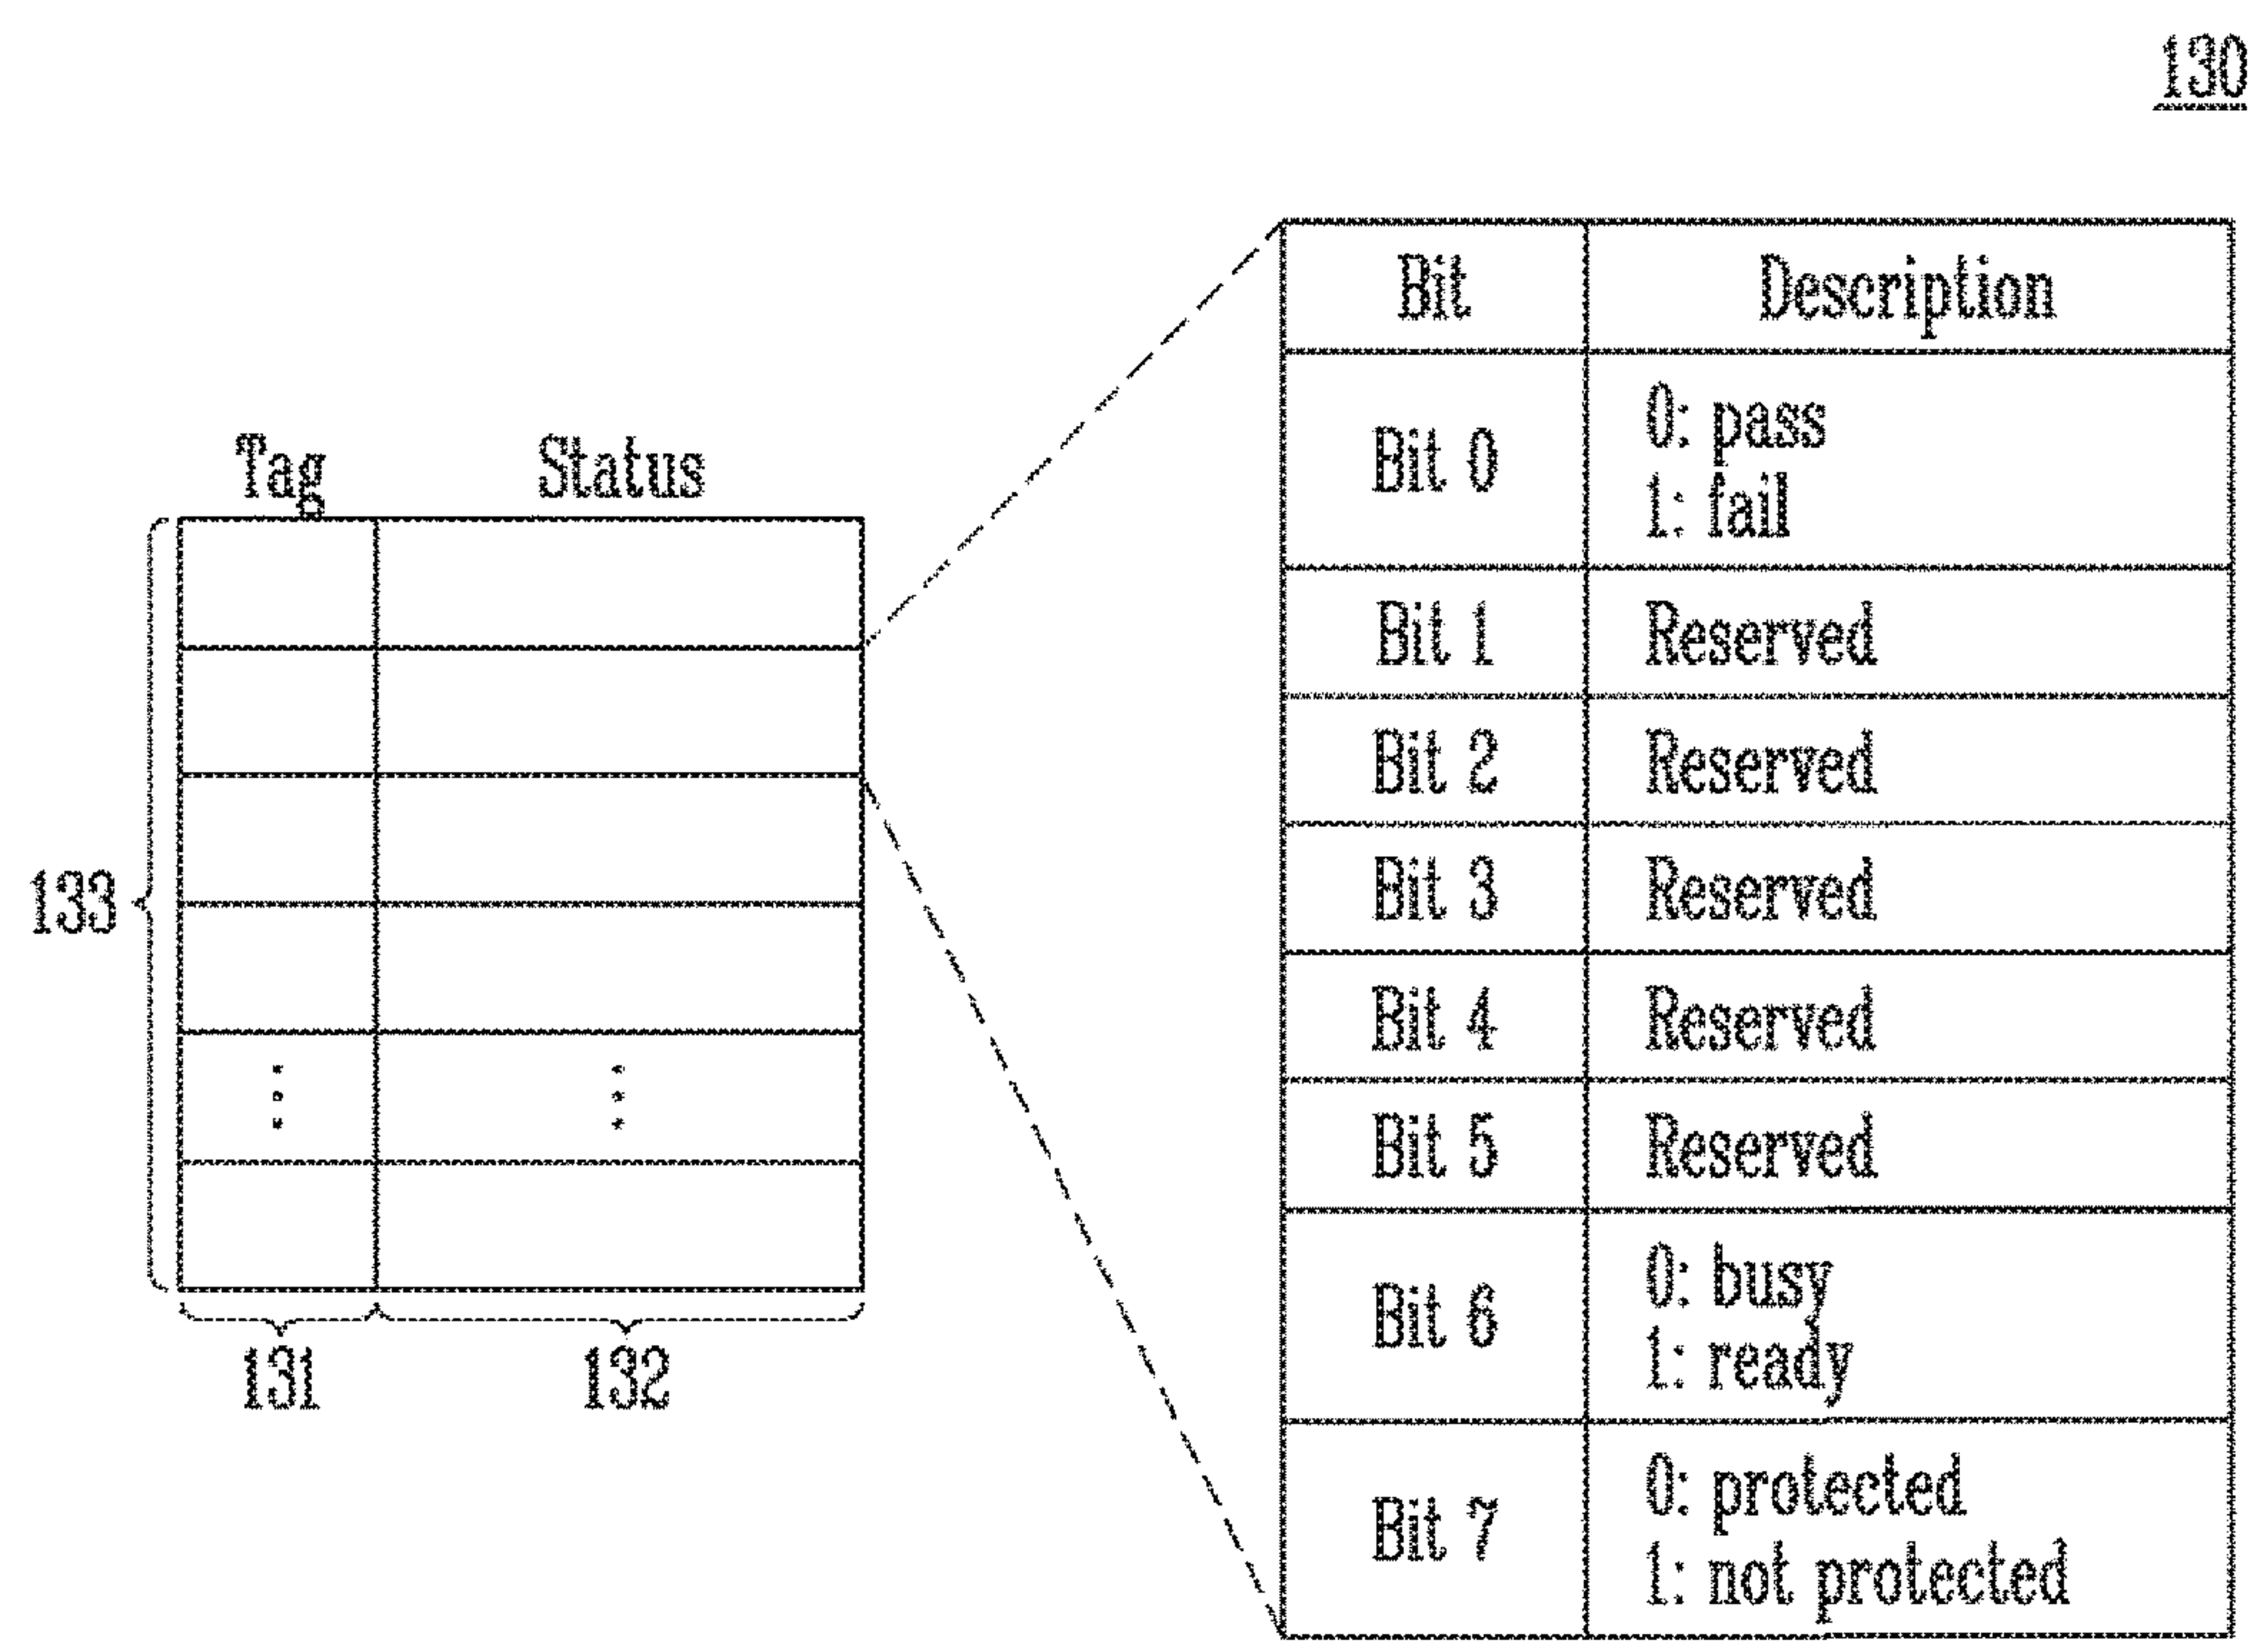 130
Tag Status
133
131 132
Bit Description
Bit 0 0: pass
1: fail
Bit 1 Reserved
Bit 2 Reserved
Bit 3 Reserved
Bit 4 Reserved
Bit 5 Reserved
Bit 6 0: busy
1: ready
Bit 7 0: protected
1: not protected